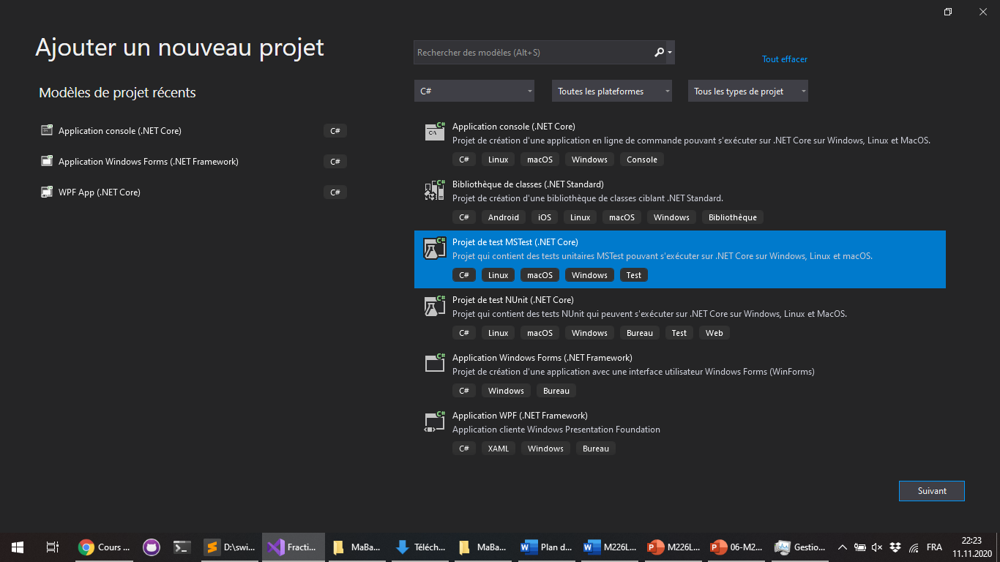 Ajouter un nouveau projet
Modèles de projet récents
Application console (.NET Core) C#
Application Windows Forms (.NET Framework) C#
WPF App (.NET Core) C#
Rechercher des modèles (Alt+S)
Tout effacer
C# Toutes les plateformes Tous les types de projet
C#
C:\
Application console (.NET Core)
Projet de création d'une application en ligne de commande pouvant s'exécuter sur .NET Core sur Windows, Linux et MacOS.
C# Linux macOS Windows Console
C#
Bibliothèque de classes (.NET Standard)
Projet de création d'une bibliothèque de classes ciblant .NET Standard.
C# Android iOS Linux macOS Windows Bibliothèque
C#
Projet de test MSTest (.NET Core)
Projet qui contient des tests unitaires MSTest pouvant s'exécuter sur .NET Core sur Windows, Linux et macOS.
C# Linux macOS Windows Test
C#
Projet de test NUnit (.NET Core)
Projet qui contient des tests NUnit qui peuvent s'exécuter sur .NET Core sur Windows, Linux et MacOS.
C# Linux macOS Windows Bureau Test Web
C#
Application Windows Forms (.NET Framework)
Projet de création d'une application avec une interface utilisateur Windows Forms (WinForms)
C# Windows Bureau
C#
Application WPF (.NET Framework)
Application cliente Windows Presentation Foundation
C# XAML Windows Bureau
Suivant
Cours ... D:\swi... Fracti... MaBa... Téléch... MaBa... Plan d... M226L... M226L... 06-M2... Gestio... FRA 22:23
11.11.2020